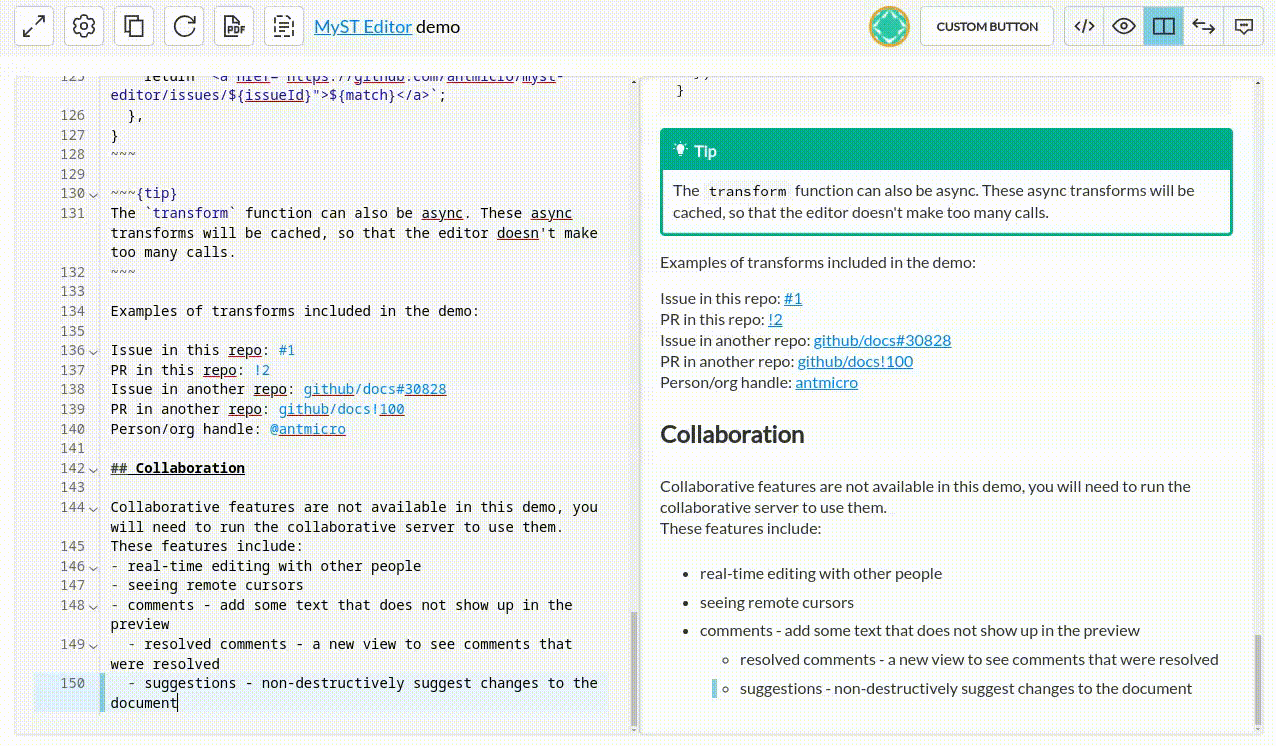 MyST Editor demo
CUSTOM BUTTON
125 return `<a href="https://github.com/antmicro/myst-
editor/issues/${issueId}">${match}</a>`;
126 },
127 }
128 ~~~
129
130 ~~~{tip}
131 The `transform` function can also be async. These async
transforms will be cached, so that the editor doesn't make
too many calls.
132 ~~~
133
134 Examples of transforms included in the demo:
135
136 Issue in this repo: #1
137 PR in this repo: !2
138 Issue in another repo: github/docs#30828
139 PR in another repo: github/docs!100
140 Person/org handle: @antmicro
141
142 ## Collaboration
143
144 Collaborative features are not available in this demo, you
will need to run the collaborative server to use them.
145 These features include:
146 - real-time editing with other people
147 - seeing remote cursors
148 - comments - add some text that does not show up in the
preview
149 - resolved comments - a new view to see comments that
were resolved
150 - suggestions - non-destructively suggest changes to the
document
}
Tip
The transform function can also be async. These async transforms will be
cached, so that the editor doesn't make too many calls.
Examples of transforms included in the demo:
Issue in this repo: #1
PR in this repo: !2
Issue in another repo: github/docs#30828
PR in another repo: github/docs!100
Person/org handle: antmicro
Collaboration
Collaborative features are not available in this demo, you will need to run the
collaborative server to use them.
These features include:
• real-time editing with other people
• seeing remote cursors
• comments - add some text that does not show up in the preview
◦ resolved comments - a new view to see comments that were resolved
◦ suggestions - non-destructively suggest changes to the document